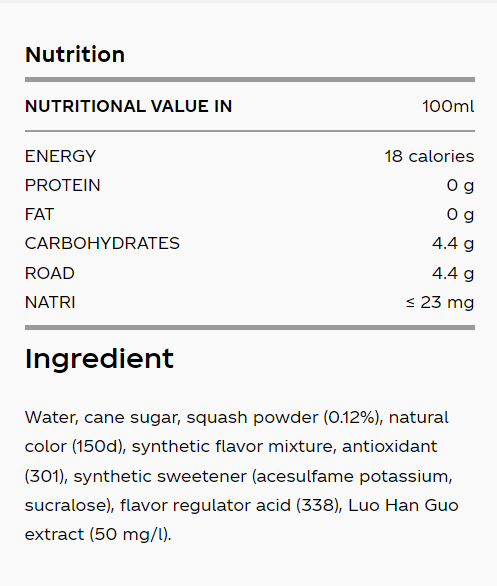 Nutrition
NUTRITIONAL VALUE IN 100ml
ENERGY 18 calories
PROTEIN 0 g
FAT 0 g
CARBOHYDRATES 4.4 g
ROAD 4.4 g
NATRI ≤ 23 mg
Ingredient
Water, cane sugar, squash powder (0.12%), natural
color (150d), synthetic flavor mixture, antioxidant
(301), synthetic sweetener (acesulfame potassium,
sucralose), flavor regulator acid (338), Luo Han Guo
extract (50 mg/l).